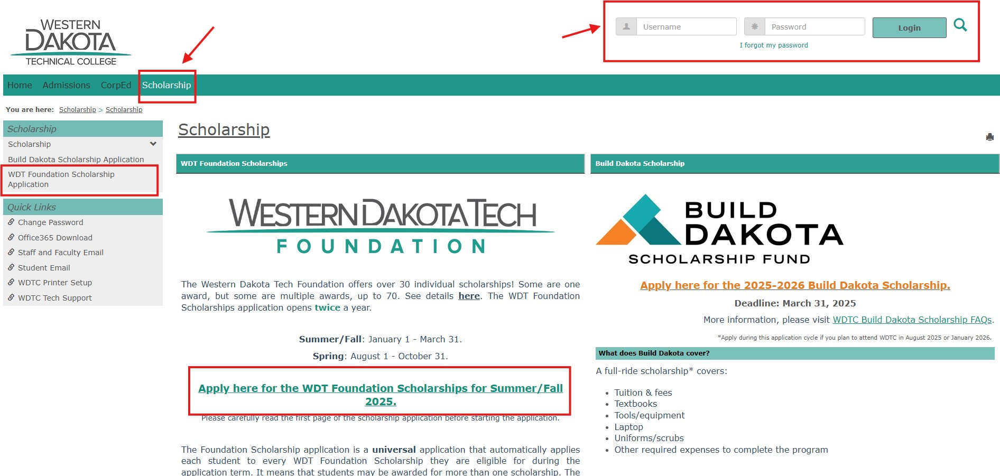 WESTERN
DAKOTA
TECHNICAL COLLEGE
Username
Password
Login
I forgot my password
Home Admissions CorpEd Scholarship
You are here: Scholarship > Scholarship
Scholarship
Scholarship
Build Dakota Scholarship Application
WDT Foundation Scholarship
Application
Quick Links
Change Password
Office365 Download
Staff and Faculty Email
Student Email
WDTC Printer Setup
WDTC Tech Support
Scholarship
WDT Foundation Scholarships
WESTERN DAKOTA TECH
FOUNDATION
The Western Dakota Tech Foundation offers over 30 individual scholarships! Some are one
award, but some are multiple awards, up to 70. See details here. The WDT Foundation
Scholarships application opens twice a year.
Summer/Fall: January 1 - March 31.
Spring: August 1 - October 31.
Apply here for the WDT Foundation Scholarships for Summer/Fall
2025.
Please carefully read the first page of the scholarship application before starting the application.
The Foundation Scholarship application is a universal application that automatically applies
each student to every WDT Foundation Scholarship they are eligible for during the
application term. It means that students may be awarded for more than one scholarship. The
Build Dakota Scholarship
BUILD
DAKOTA
SCHOLARSHIP FUND
Apply here for the 2025-2026 Build Dakota Scholarship.
Deadline: March 31, 2025
More information, please visit WDTC Build Dakota Scholarship FAQs.
*Apply during this application cycle if you plan to attend WDTC in August 2025 or January 2026.
What does Build Dakota cover?
A full-ride scholarship* covers:
• Tuition & fees
• Textbooks
• Tools/equipment
• Laptop
• Uniforms/scrubs
• Other required expenses to complete the program